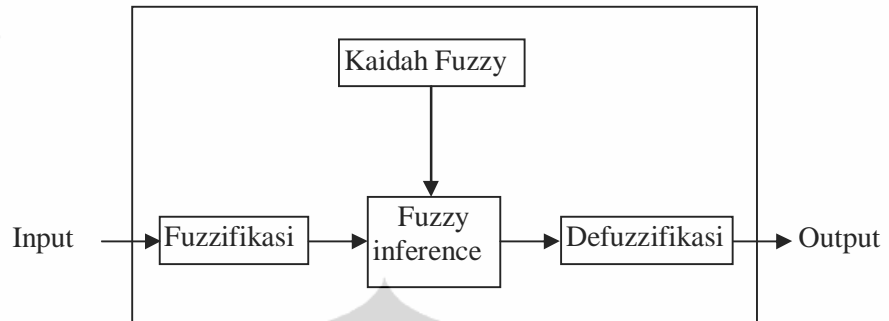 Kaidah Fuzzy
Input
Fuzzifikasi
Fuzzy
inference
Defuzzifikasi
Output